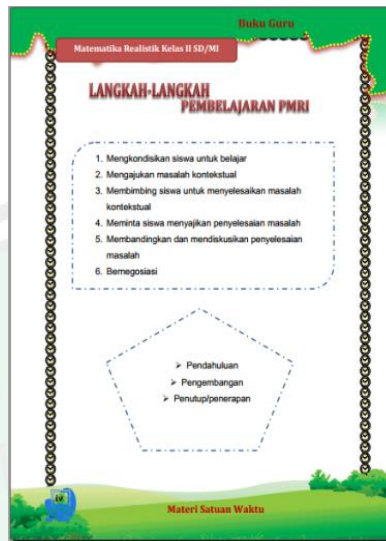 Buku Guru
Matematika Realistik Kelas II SD/MI
LANGKAH-LANGKAH
PEMBELAJARAN PMRI
1. Mengkondisikan siswa untuk belajar
2. Mengajukan masalah kontekstual
3. Membimbing siswa untuk menyelesaikan masalah
kontekstual
4. Meminta siswa menyajikan penyelesaian masalah
5. Membandingkan dan mendiskusikan penyelesaian
masalah
6. Bernegosiasi
➢ Pendahuluan
➢ Pengembangan
➢ Penutup/penerapan
Materi Satuan Waktu